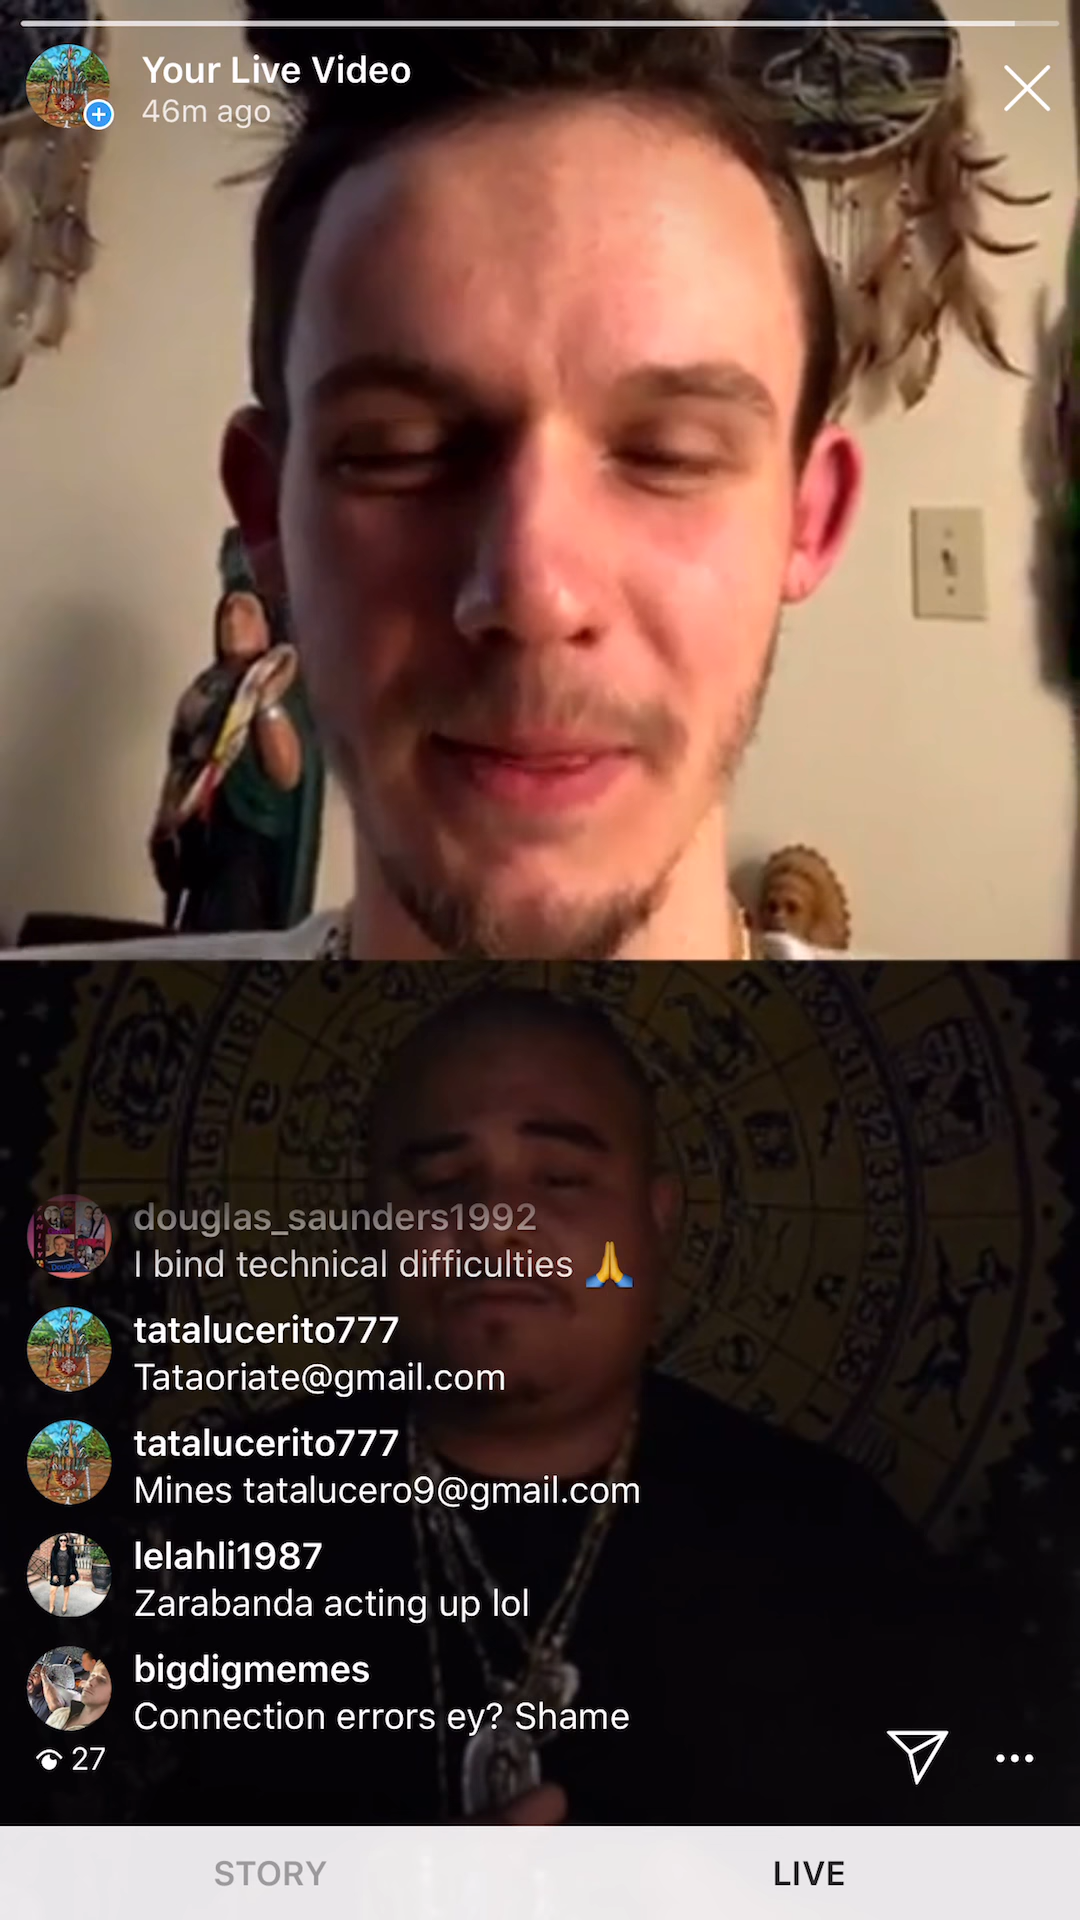 Your Live Video
46m ago
douglas_saunders1992
I bind technical difficulties 🙏
tatalucerito777
Tataoriate@gmail.com
tatalucerito777
Mines tatalucero9@gmail.com
lelahli1987
Zarabanda acting up lol
bigdigmemes
Connection errors ey? Shame
27
STORY
LIVE